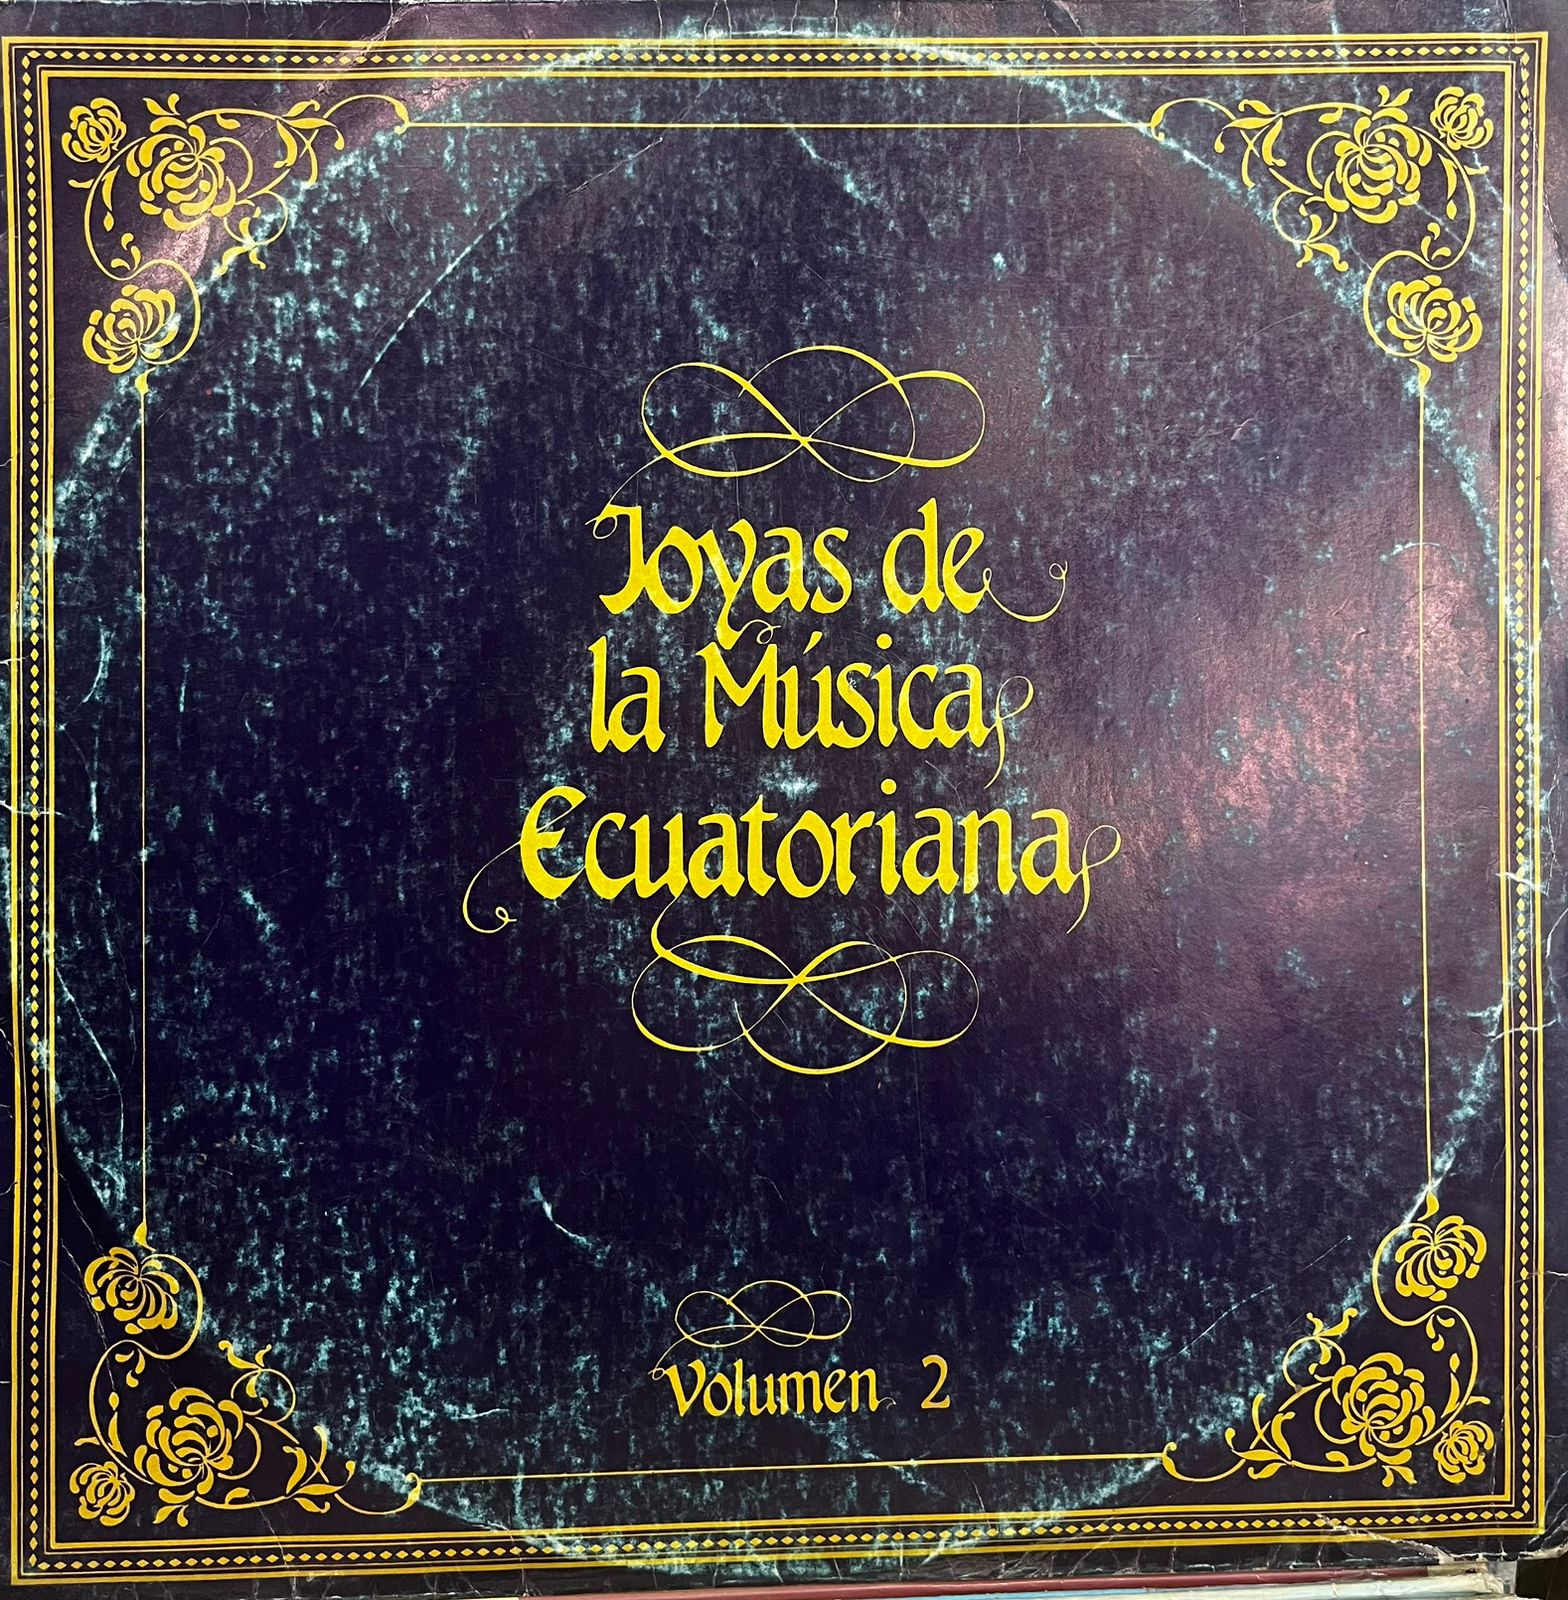 Joyas de
la Música
Ecuatoriana
Volumen 2